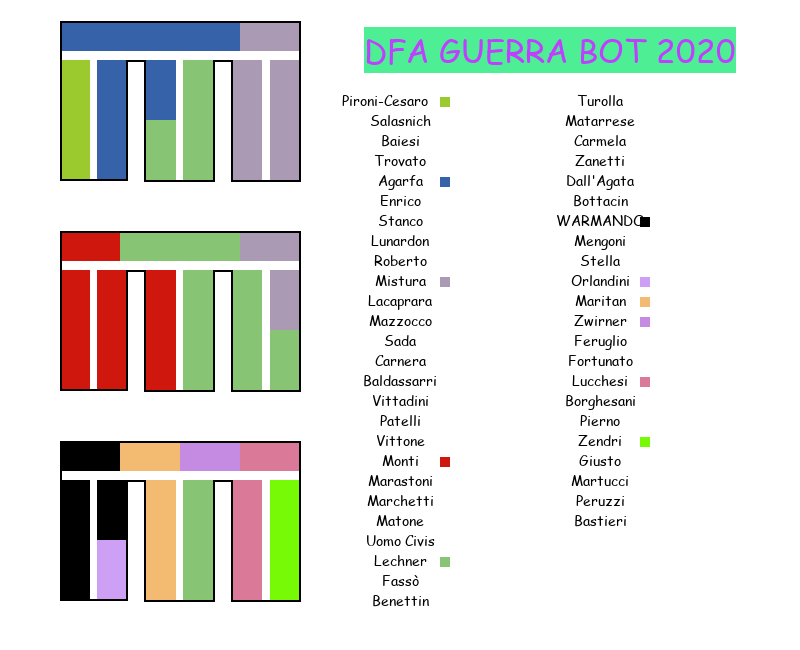 DFA GUERRA BOT 2020
Pironi-Cesaro
Salasnich
Baiesi
Trovato
Agarfa
Enrico
Stanco
Lunardon
Roberto
Mistura
Lacaprara
Mazzocco
Sada
Carnera
Baldassarri
Vittadini
Patelli
Vittone
Monti
Marastoni
Marchetti
Matone
Uomo Civis
Lechner
Fassò
Benettin
Turolla
Matarrese
Carmela
Zanetti
Dall'Agata
Bottacin
WARMANDO
Mengoni
Stella
Orlandini
Maritan
Zwirner
Feruglio
Fortunato
Lucchesi
Borghesani
Pierno
Zendri
Giusto
Martucci
Peruzzi
Bastieri